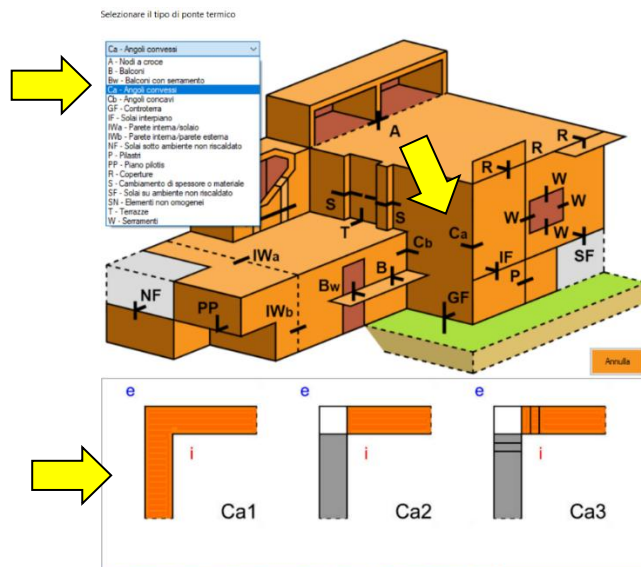 Selezionare il tipo di ponte termico
Ca - Angoli convessi
A - Nodi a croce
B - Balconi
Bw - Balconi con serramento
Ca - Angoli convessi
Cb - Angoli concavi
GF - Controterra
IF - Solai interpiano
IWa - Parete interna/solaio
IWb - Parete interna/parete esterna
NF - Solai sotto ambiente non riscaldato
P - Pilastri
PP - Piano pilotis
R - Coperture
S - Cambiamento di spessore o materiale
SF - Solai su ambiente non riscaldato
SN - Elementi non omogenei
T - Terrazze
W - Serramenti
A
R
R
R
W
W
W
W
S
S
T
Ca
Cb
IWa
IF
SF
B
P
Bw
NF
PP
IWb
GF
Annulla
e
e
e
i
i
i
Ca1
Ca2
Ca3